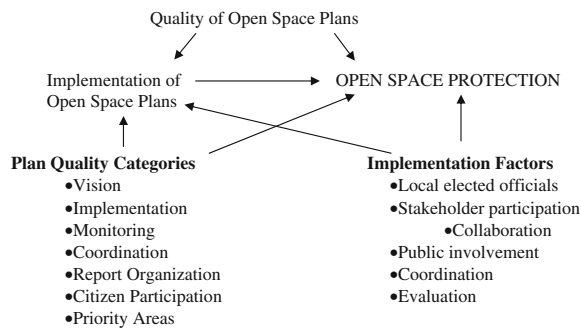 Quality of Open Space Plans
Implementation of
Open Space Plans
OPEN SPACE PROTECTION
Plan Quality Categories
•Vision
•Implementation
•Monitoring
•Coordination
•Report Organization
•Citizen Participation
•Priority Areas
Implementation Factors
•Local elected officials
•Stakeholder participation
•Collaboration
•Public involvement
•Coordination
•Evaluation